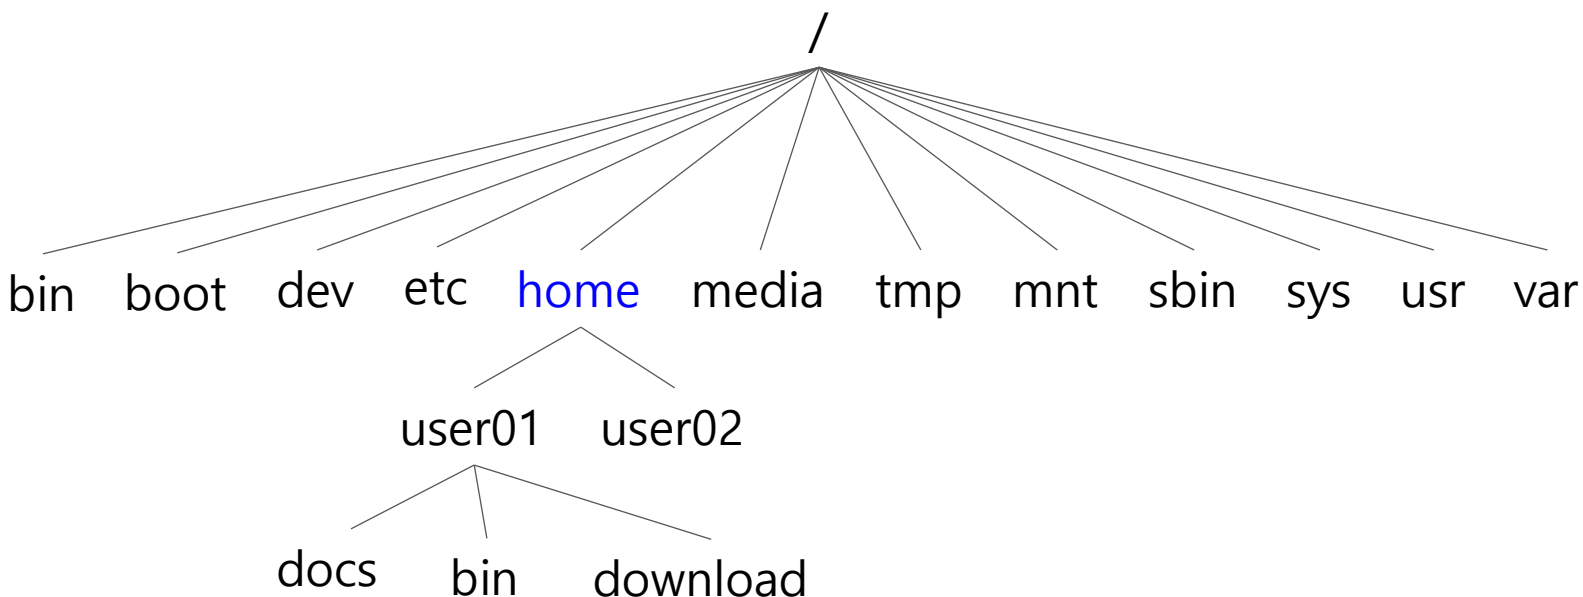 /
bin boot dev etc home media tmp mnt sbin sys usr var
user01 user02
docs bin download